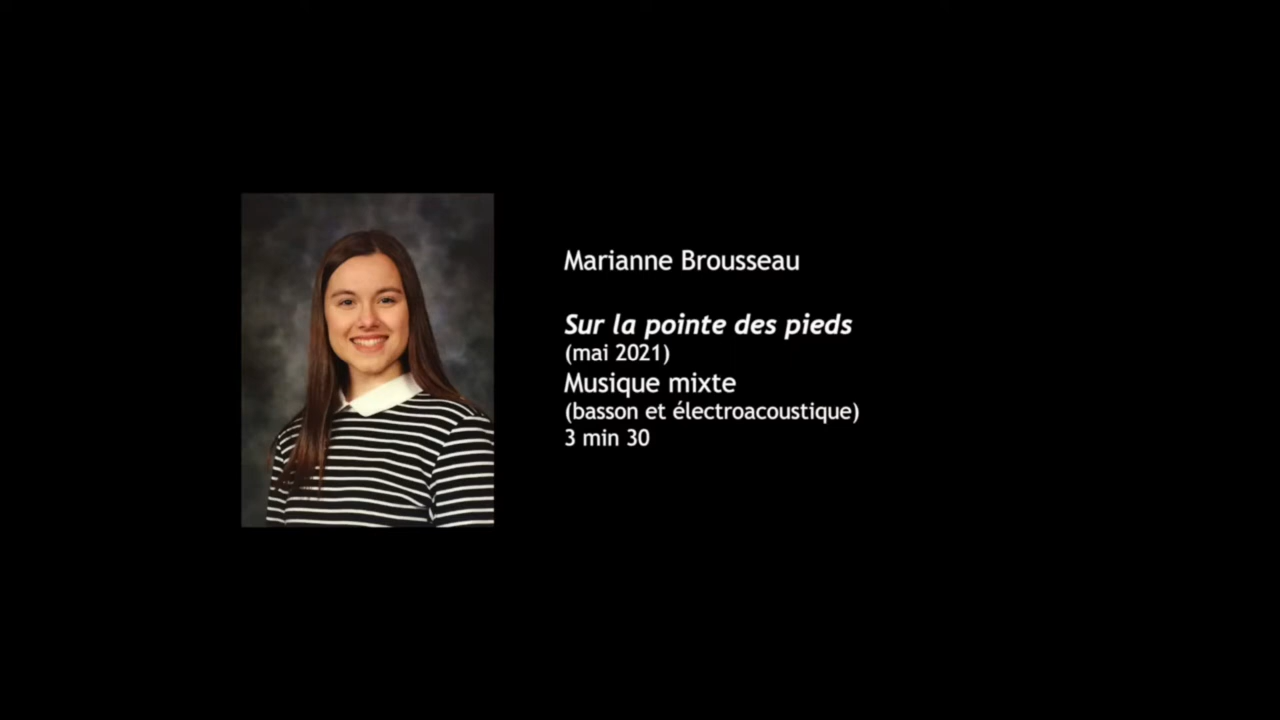 Marianne Brousseau
Sur la pointe des pieds
(mai 2021)
Musique mixte
(basson et électroacoustique)
3 min 30